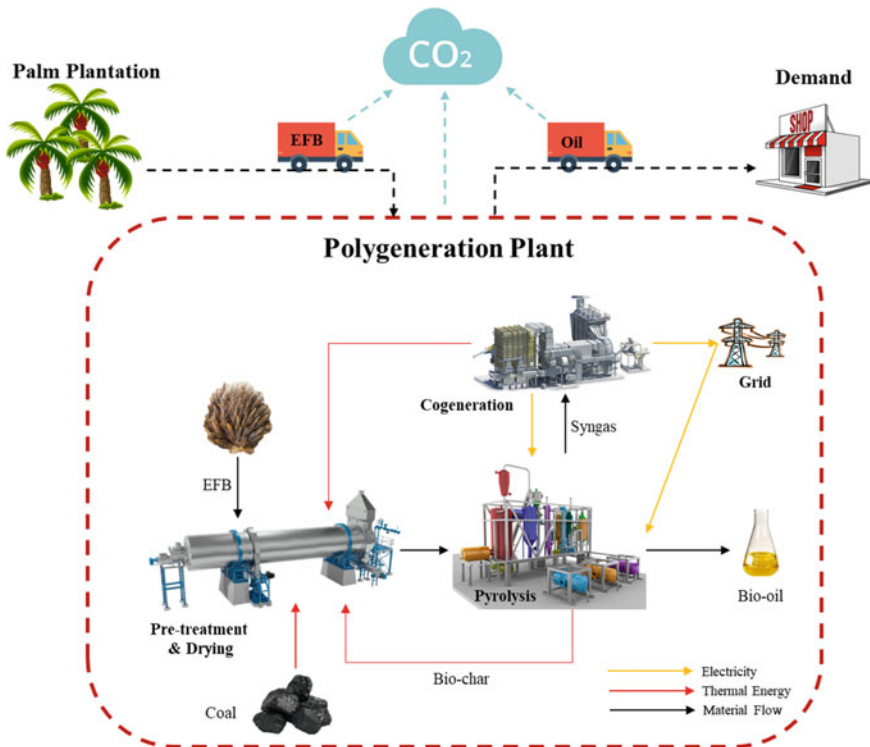 CO₂
Palm Plantation
Demand
EFB
Oil
SHOP
Polygeneration Plant
Cogeneration
Grid
Syngas
EFB
Pyrolysis
Bio-oil
Pre-treatment
& Drying
Bio-char
Coal
Electricity
Thermal Energy
Material Flow